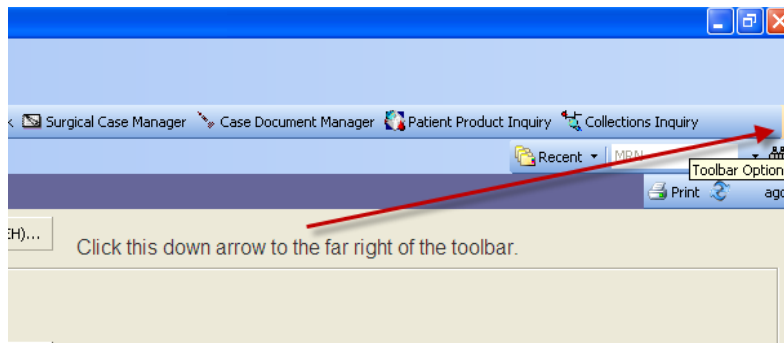 Surgical Case Manager Case Document Manager Patient Product Inquiry Collections Inquiry
Recent MRN
Toolbar Option
Print ago
EH)...
Click this down arrow to the far right of the toolbar.